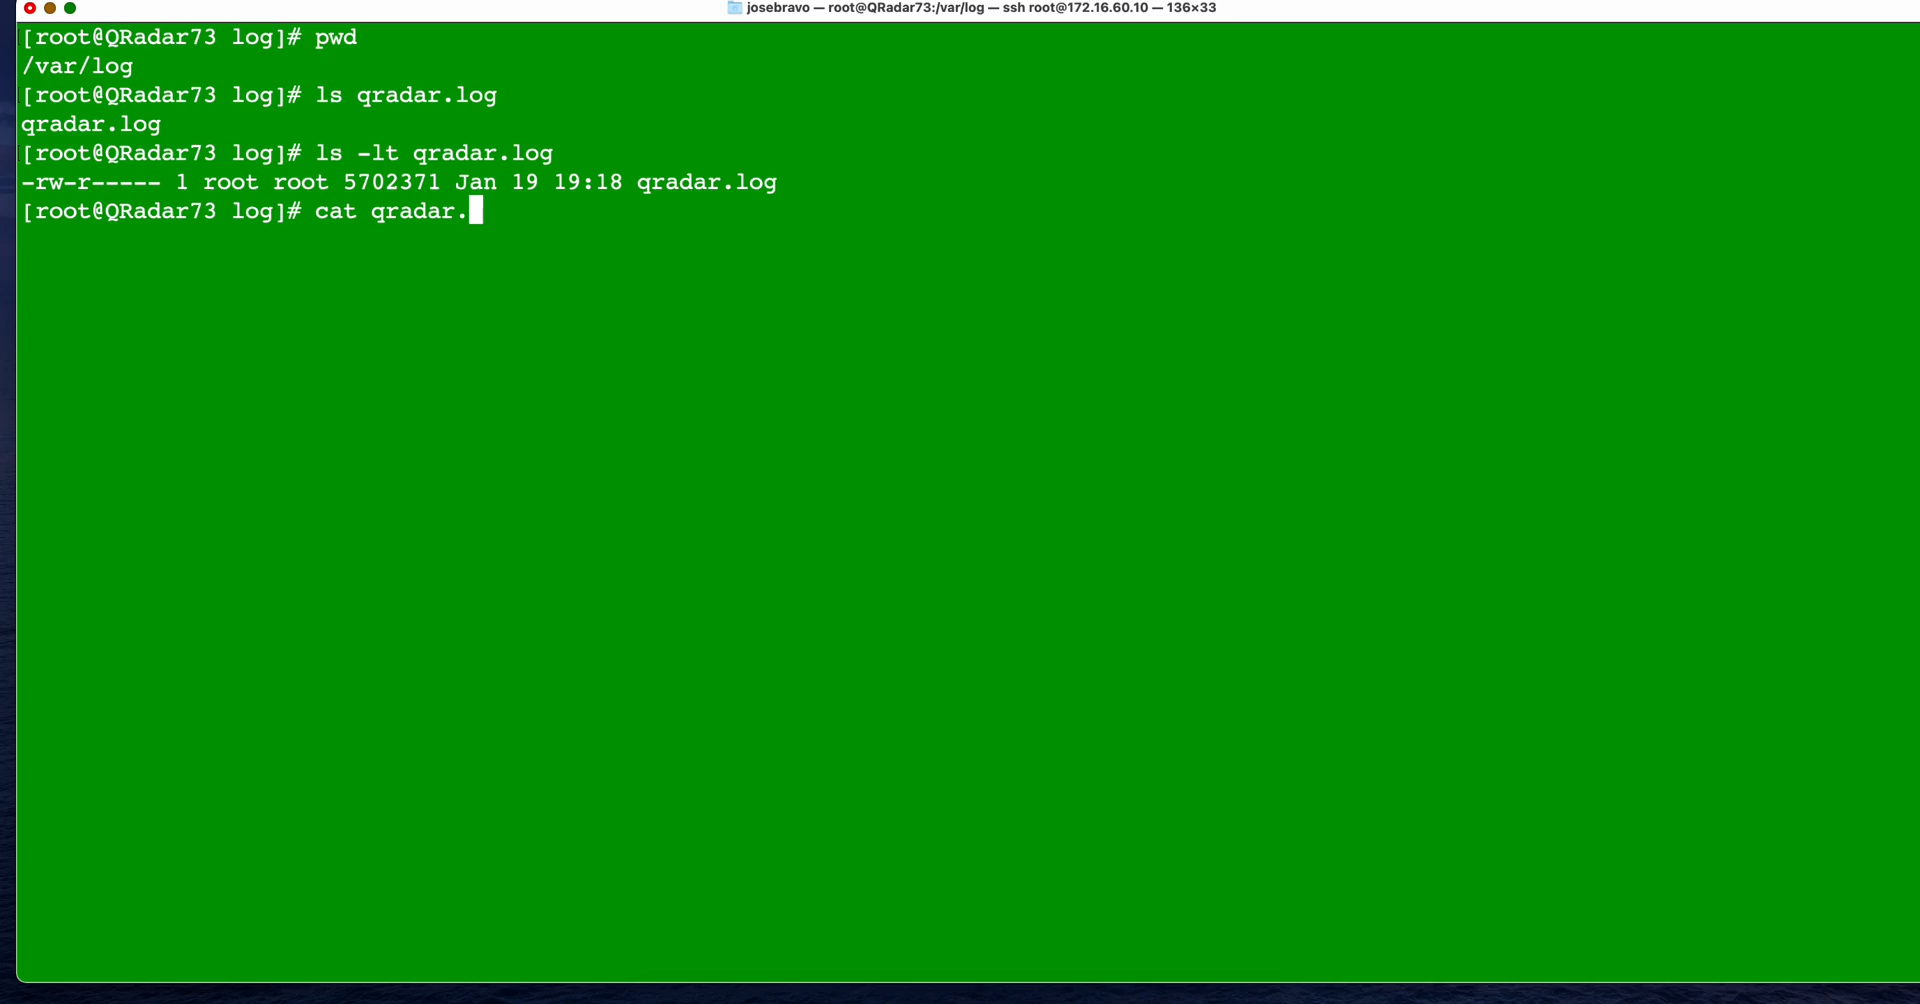 josebravo — root@QRadar73:/var/log — ssh root@172.16.60.10 — 136×33
[root@QRadar73 log]# pwd
/var/log
[root@QRadar73 log]# ls qradar.log
qradar.log
[root@QRadar73 log]# ls -lt qradar.log
-rw-r----- 1 root root 5702371 Jan 19 19:18 qradar.log
[root@QRadar73 log]# cat qradar.